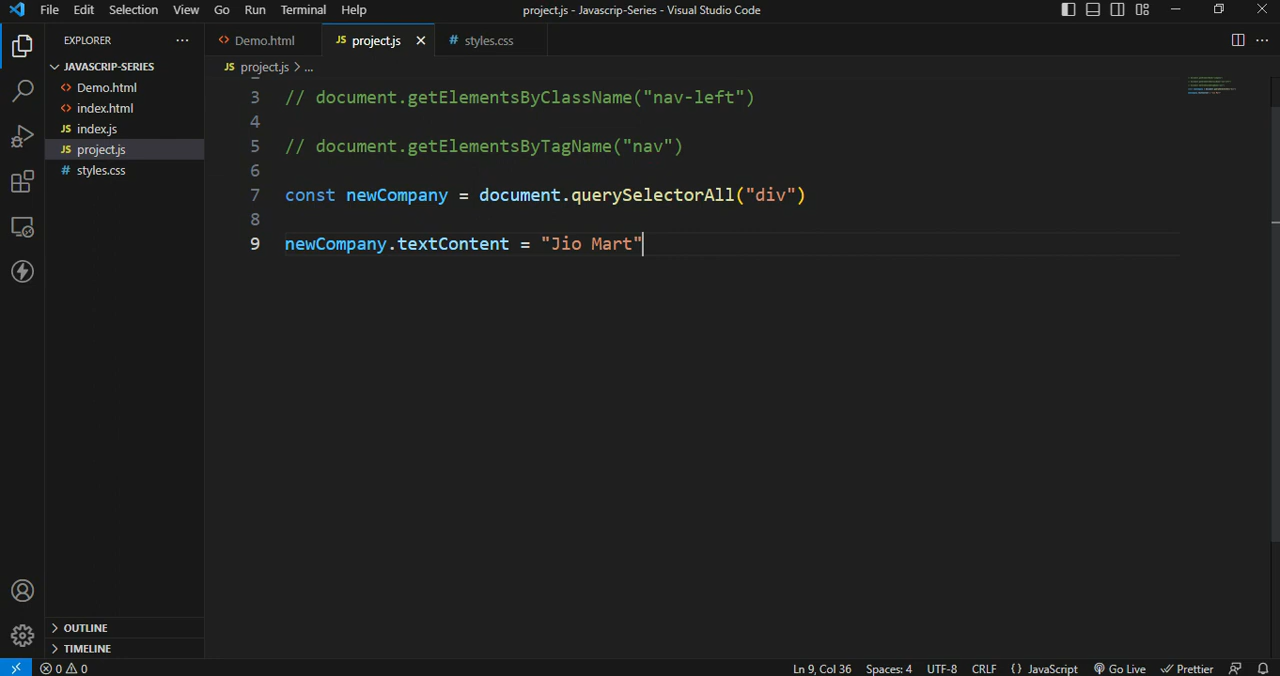 File Edit Selection View Go Run Terminal Help project.js - Javascrip-Series - Visual Studio Code
EXPLORER ...
JAVASCRIP-SERIES
<> Demo.html
<> index.html
JS index.js
JS project.js
# styles.css
OUTLINE
TIMELINE
<> Demo.html JS project.js # styles.css
JS project.js > ...
3 // document.getElementsByClassName("nav-left")
4
5 // document.getElementsByTagName("nav")
6
7 const newCompany = document.querySelectorAll("div")
8
9 newCompany.textContent = "Jio Mart"
0 0 Ln 9, Col 36 Spaces: 4 UTF-8 CRLF {} JavaScript Go Live Prettier